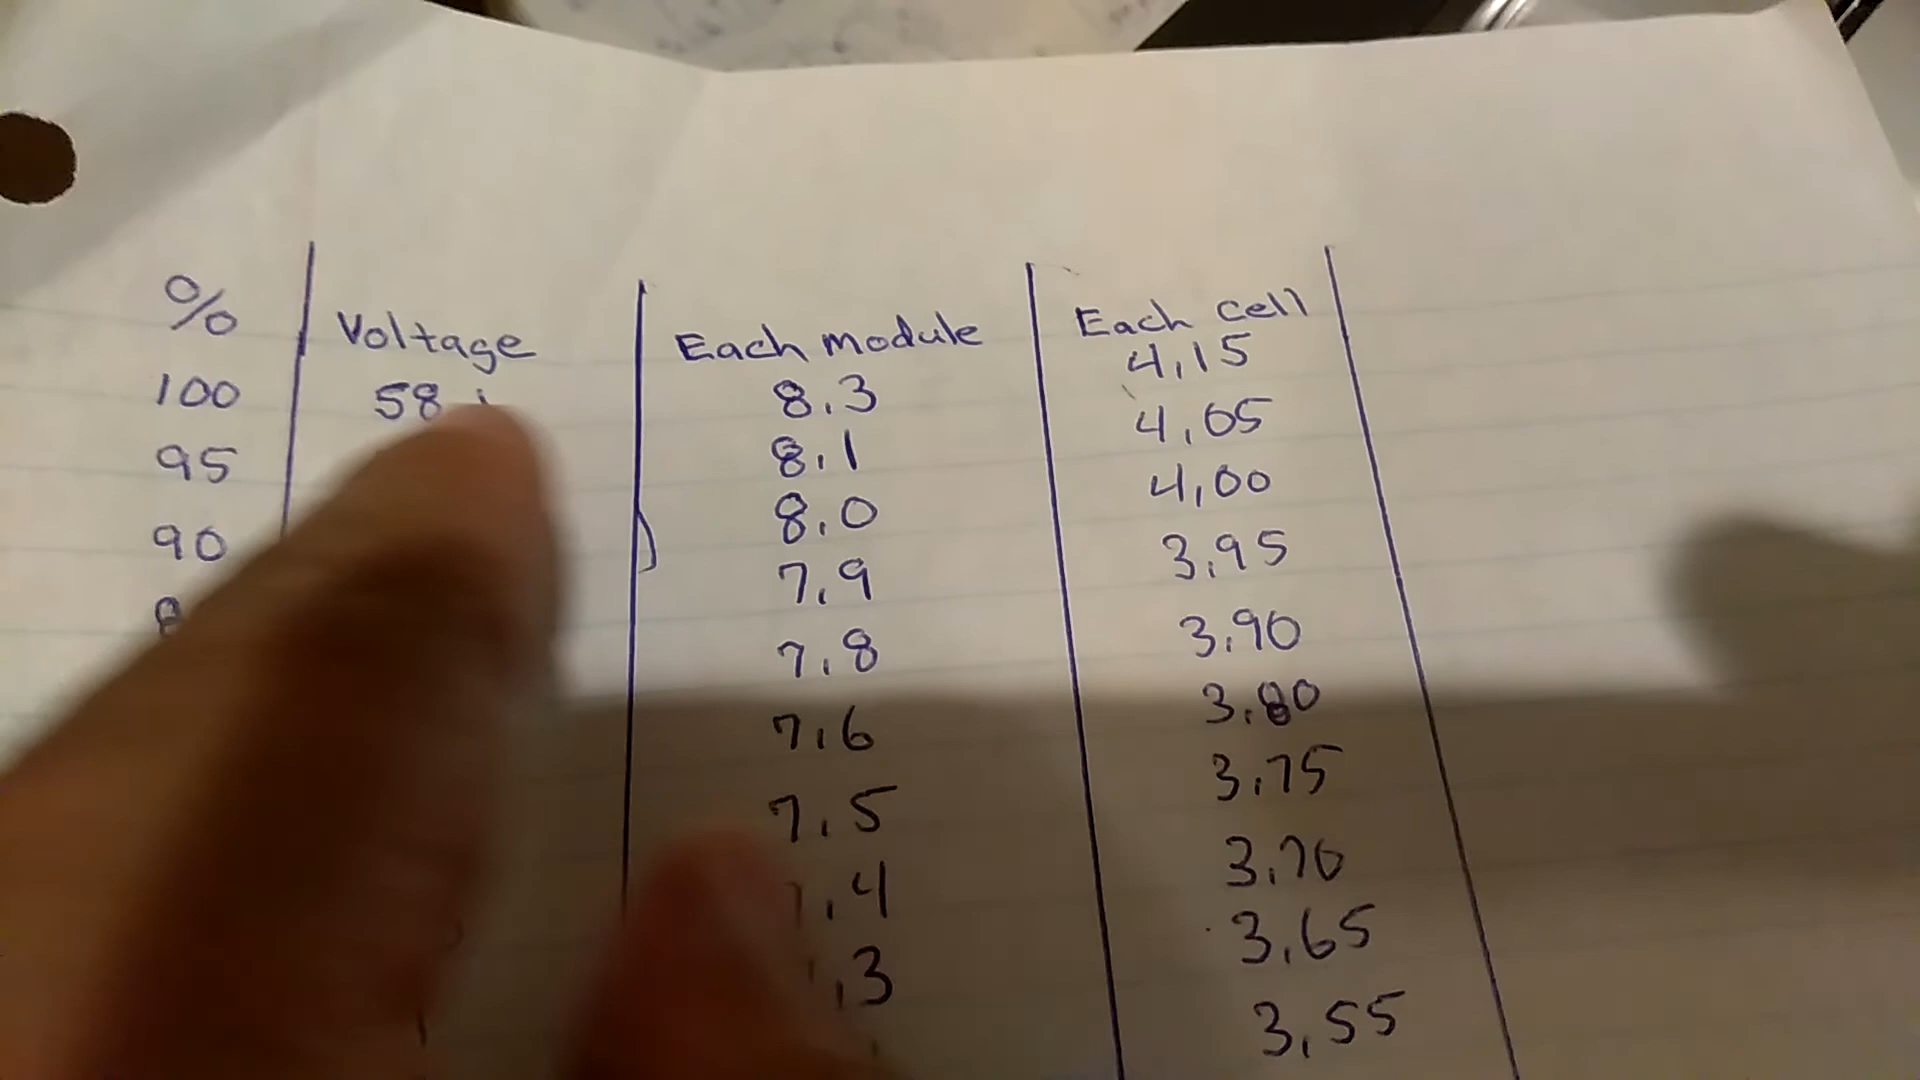 % Voltage Each module Each cell
100 58 8.3 4.15
95 8.1 4.05
90 8.0 4.00
7.9 3.95
7.8 3.90
7.6 3.80
7.5 3.75
.4 3.70
.3 3.65
3.55